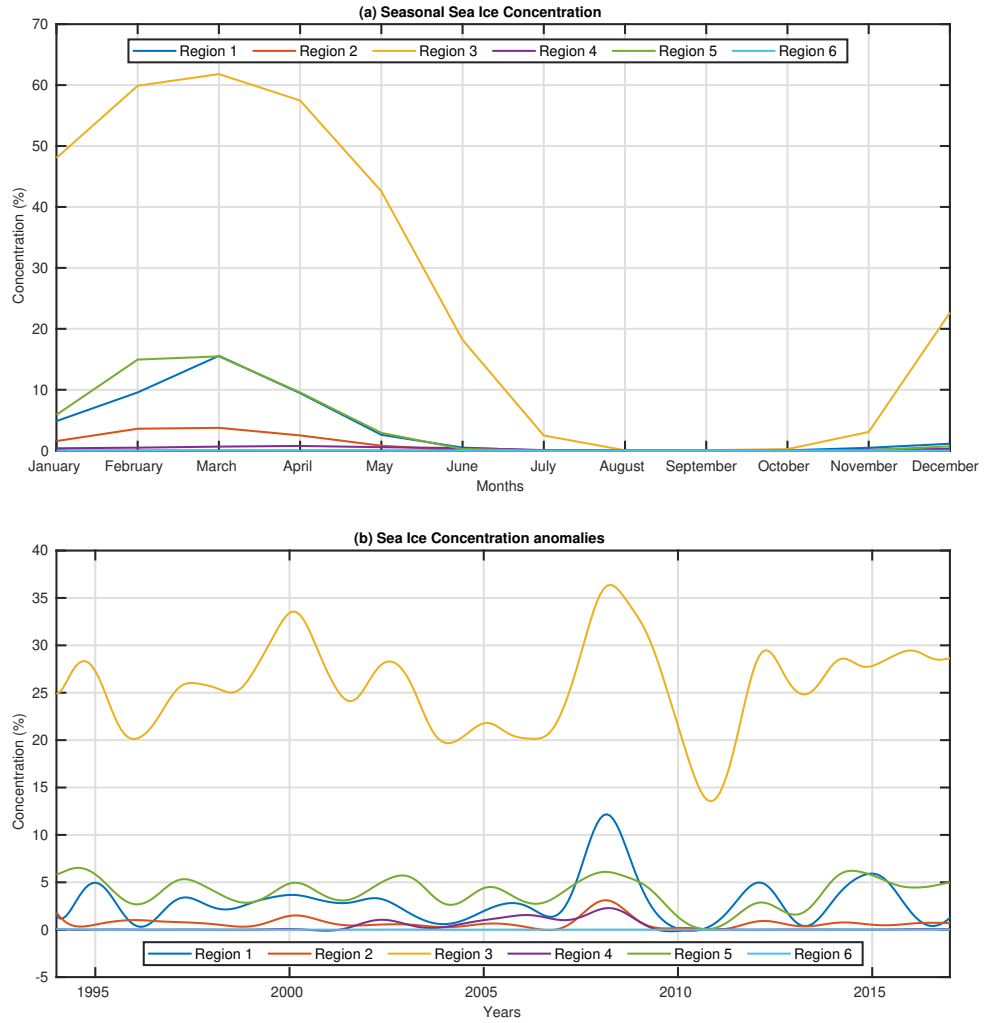 (a) Seasonal Sea Ice Concentration
70
Region 1 Region 2 Region 3 Region 4 Region 5 Region 6
60
50
40
30
20
10
0
Concentration (%)
January February March April May June July August September October November December
Months
(b) Sea Ice Concentration anomalies
40
35
30
25
20
15
10
5
0
-5
Concentration (%)
Region 1 Region 2 Region 3 Region 4 Region 5 Region 6
1995 2000 2005 2010 2015
Years